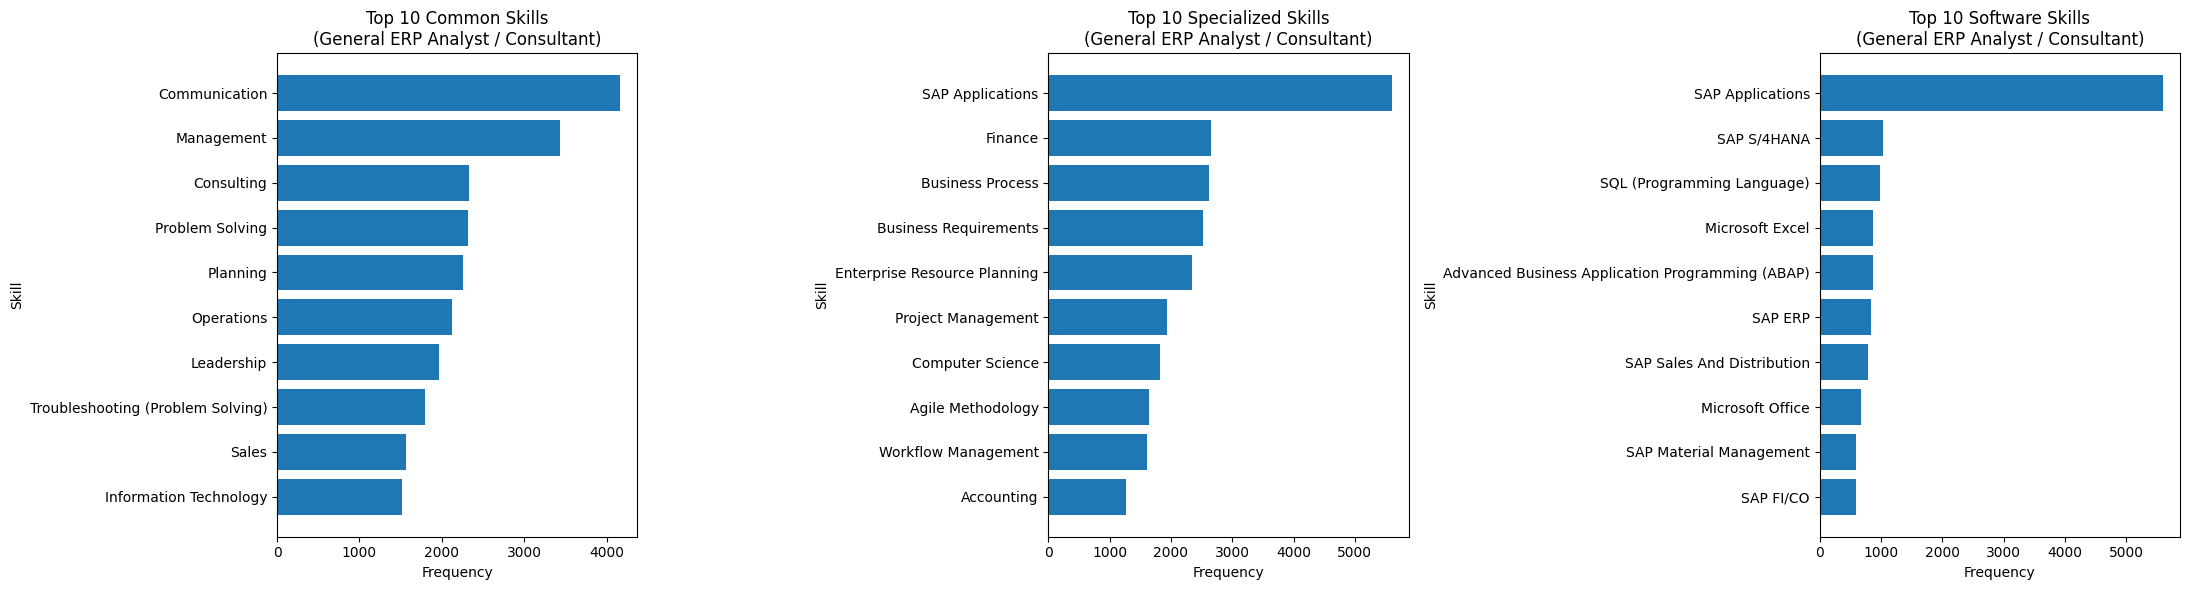 Top 10 Common Skills
(General ERP Analyst / Consultant)
Skill
Communication
Management
Consulting
Problem Solving
Planning
Operations
Leadership
Troubleshooting (Problem Solving)
Sales
Information Technology
0 1000 2000 3000 4000
Frequency
Top 10 Specialized Skills
(General ERP Analyst / Consultant)
Skill
SAP Applications
Finance
Business Process
Business Requirements
Enterprise Resource Planning
Project Management
Computer Science
Agile Methodology
Workflow Management
Accounting
0 1000 2000 3000 4000 5000
Frequency
Top 10 Software Skills
(General ERP Analyst / Consultant)
Skill
SAP Applications
SAP S/4HANA
SQL (Programming Language)
Microsoft Excel
Advanced Business Application Programming (ABAP)
SAP ERP
SAP Sales And Distribution
Microsoft Office
SAP Material Management
SAP FI/CO
0 1000 2000 3000 4000 5000
Frequency